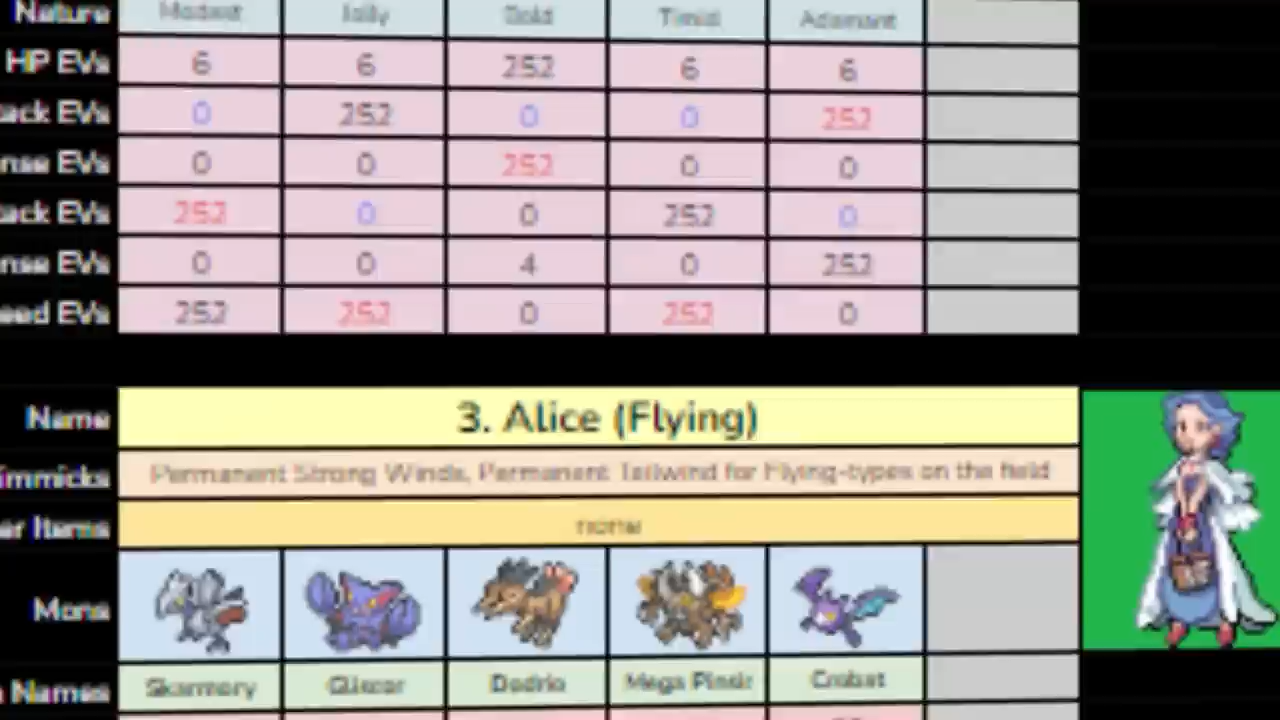 Nature Modest Jolly Bold Timid Adamant
HP EVs 6 6 252 6 6
ack EVs 0 252 0 0 252
nse EVs 0 0 252 0 0
ack EVs 252 0 0 252 0
nse EVs 0 0 4 0 252
eed EVs 252 252 0 252 0
Name 3. Alice (Flying)
immicks Permanent Strong Winds, Permanent Tailwind for Flying-types on the field
er Items none
Mons
Names Skarmory Gliscor Dodrio Mega Pinsir Crobat